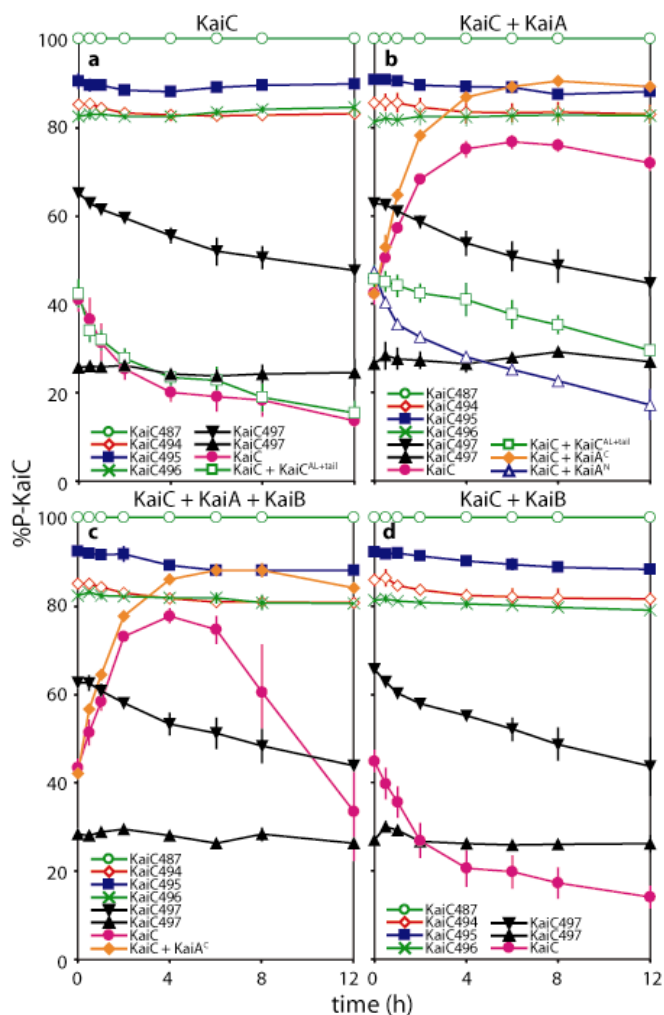 KaiC
KaiC + KaiA
100
a
b
80
60
40
20
0
KaiC487
KaiC494
KaiC495
KaiC496
KaiC497
KaiC497
KaiC
KaiC + KaiC^AL+tail
KaiC487
KaiC494
KaiC495
KaiC496
KaiC497
KaiC497
KaiC
KaiC + KaiC^AL+tail
KaiC + KaiA^C
KaiC + KaiA^N
%P-KaiC
KaiC + KaiA + KaiB
KaiC + KaiB
100
c
d
80
60
40
20
0
KaiC487
KaiC494
KaiC495
KaiC496
KaiC497
KaiC497
KaiC
KaiC + KaiA^C
KaiC487
KaiC494
KaiC495
KaiC496
KaiC497
KaiC497
KaiC
0 4 8 12 0 4 8 12
time (h)